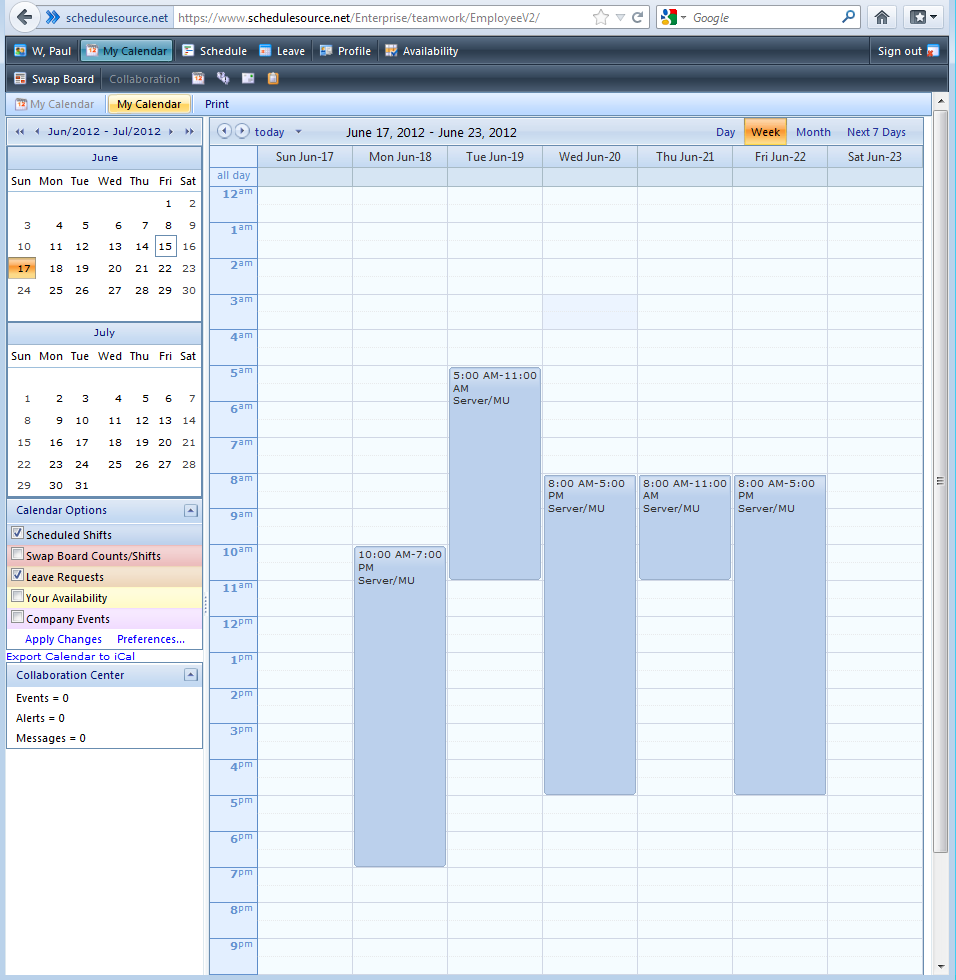 schedulesource.net https://www.schedulesource.net/Enterprise/teamwork/EmployeeV2/ Google
W, Paul My Calendar Schedule Leave Profile Availability Sign out
Swap Board Collaboration
My Calendar My Calendar Print
Jun/2012 - Jul/2012
June
Sun Mon Tue Wed Thu Fri Sat
1 2
3 4 5 6 7 8 9
10 11 12 13 14 15 16
17 18 19 20 21 22 23
24 25 26 27 28 29 30
July
Sun Mon Tue Wed Thu Fri Sat
1 2 3 4 5 6 7
8 9 10 11 12 13 14
15 16 17 18 19 20 21
22 23 24 25 26 27 28
29 30 31
Calendar Options
Scheduled Shifts
Swap Board Counts/Shifts
Leave Requests
Your Availability
Company Events
Apply Changes Preferences...
Export Calendar to iCal
Collaboration Center
Events = 0
Alerts = 0
Messages = 0
today June 17, 2012 - June 23, 2012 Day Week Month Next 7 Days
Sun Jun-17 Mon Jun-18 Tue Jun-19 Wed Jun-20 Thu Jun-21 Fri Jun-22 Sat Jun-23
all day
12am
1am
2am
3am
4am
5am
6am
7am
8am
9am
10am
11am
12pm
1pm
2pm
3pm
4pm
5pm
6pm
7pm
8pm
9pm
10:00 AM-7:00
PM
Server/MU
5:00 AM-11:00
AM
Server/MU
8:00 AM-5:00
PM
Server/MU
8:00 AM-11:00
AM
Server/MU
8:00 AM-5:00
PM
Server/MU